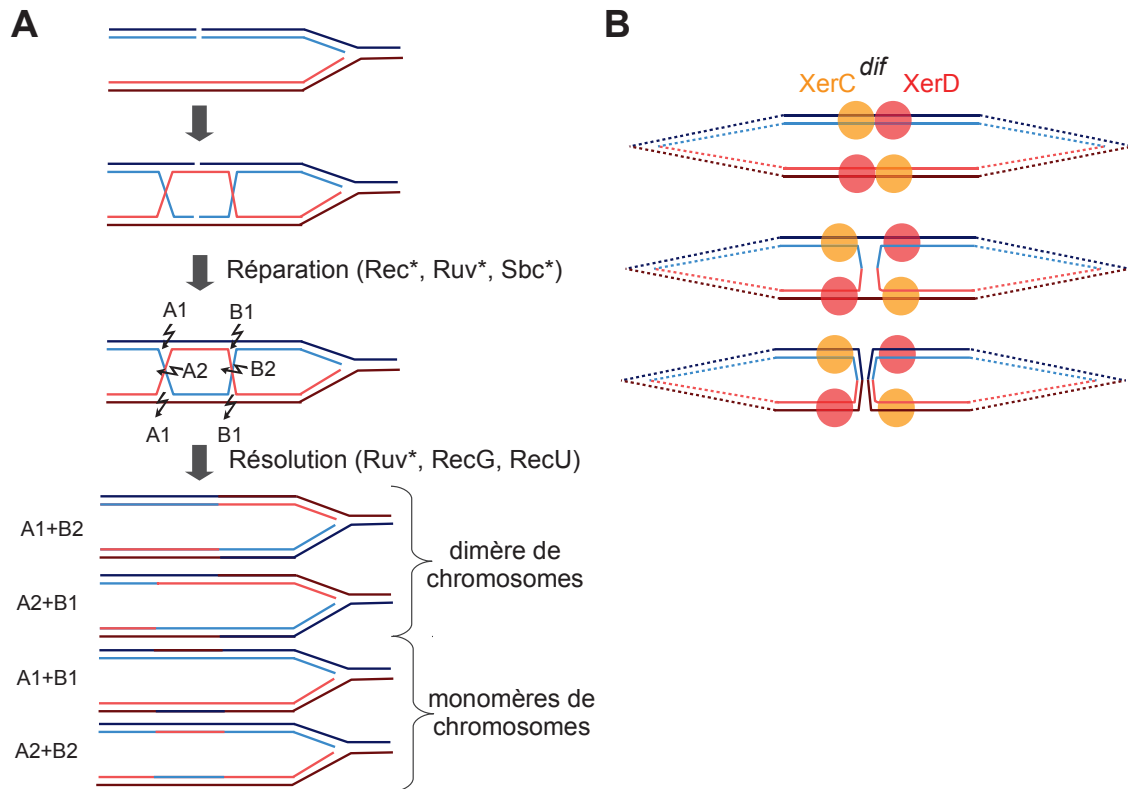 A
Réparation (Rec*, Ruv*, Sbc*)
A1
B1
A2
B2
A1
B1
Résolution (Ruv*, RecG, RecU)
A1+B2
A2+B1
dimère de
chromosomes
A1+B1
A2+B2
monomères de
chromosomes
B
dif
XerC
XerD